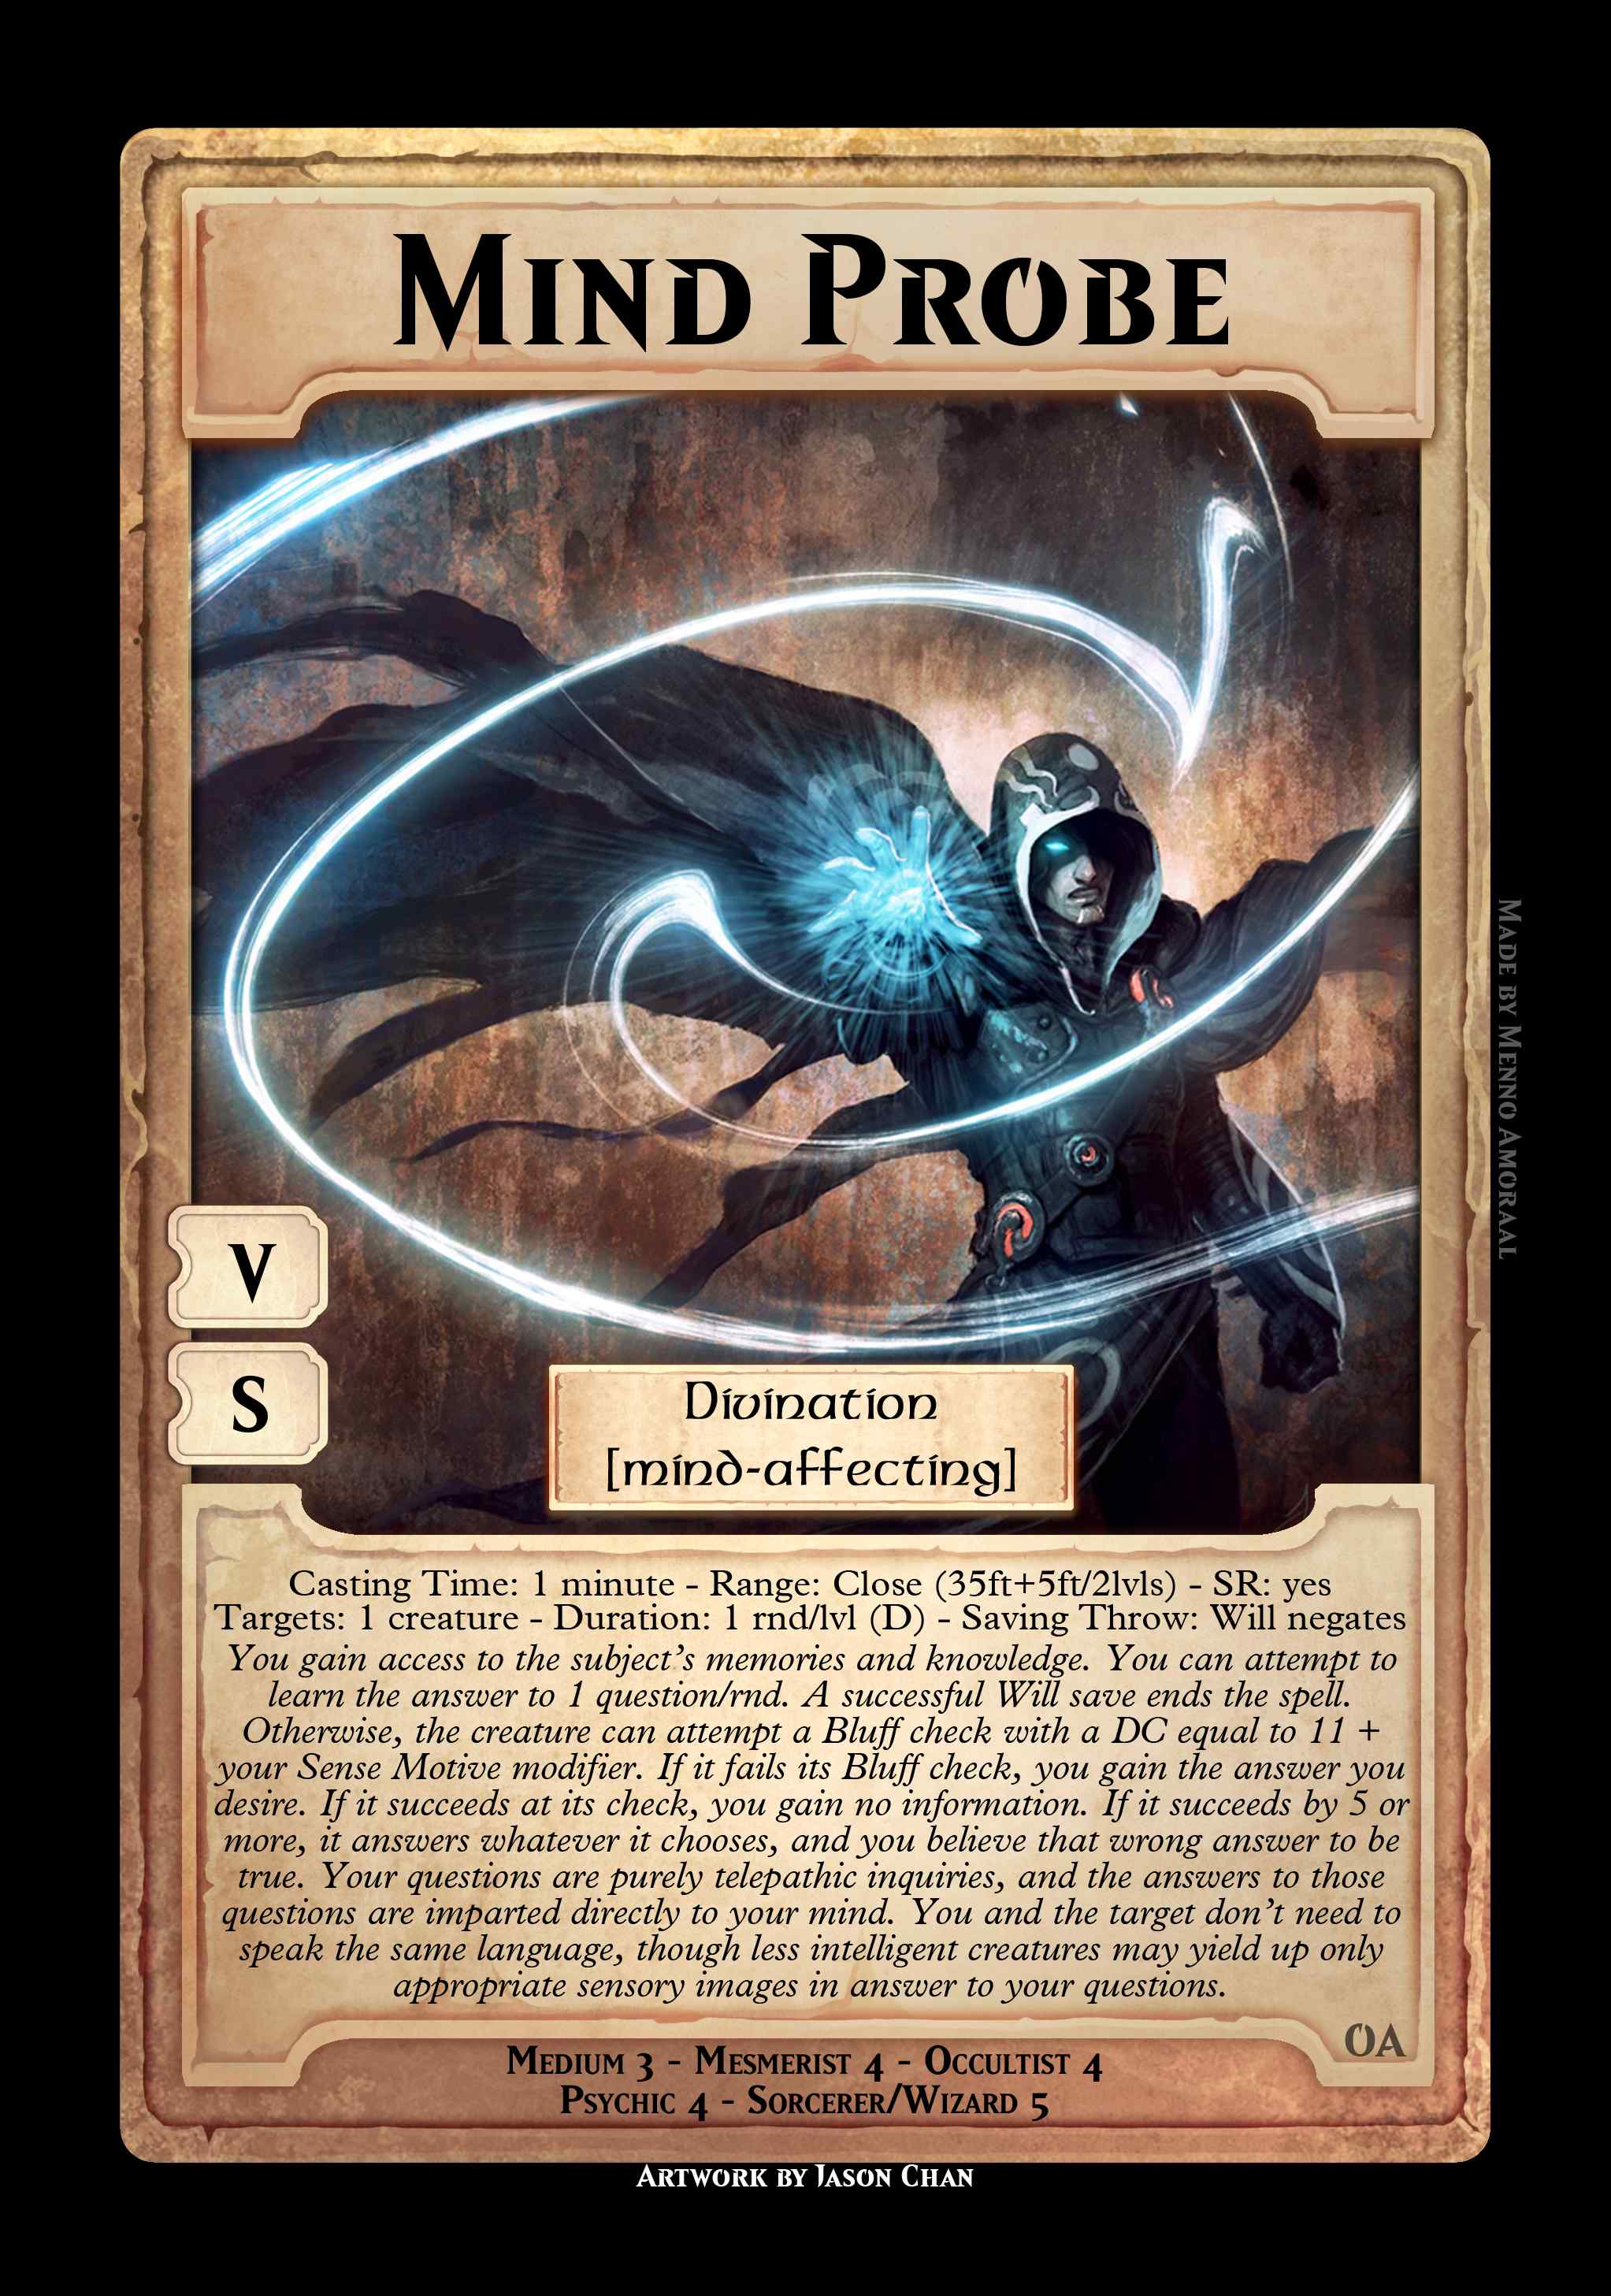 Mind Probe
V
S
Divination
[mind-affecting]
Casting Time: 1 minute - Range: Close (35ft+5ft/2lvls) - SR: yes
Targets: 1 creature - Duration: 1 rnd/lvl (D) - Saving Throw: Will negates
You gain access to the subject's memories and knowledge. You can attempt to
learn the answer to 1 question/rnd. A successful Will save ends the spell.
Otherwise, the creature can attempt a Bluff check with a DC equal to 11 +
your Sense Motive modifier. If it fails its Bluff check, you gain the answer you
desire. If it succeeds at its check, you gain no information. If it succeeds by 5 or
more, it answers whatever it chooses, and you believe that wrong answer to be
true. Your questions are purely telepathic inquiries, and the answers to those
questions are imparted directly to your mind. You and the target don't need to
speak the same language, though less intelligent creatures may yield up only
appropriate sensory images in answer to your questions.
OA
Medium 3 - Mesmerist 4 - Occultist 4
Psychic 4 - Sorcerer/Wizard 5
Artwork by Jason Chan
Made by Menno Amoraal